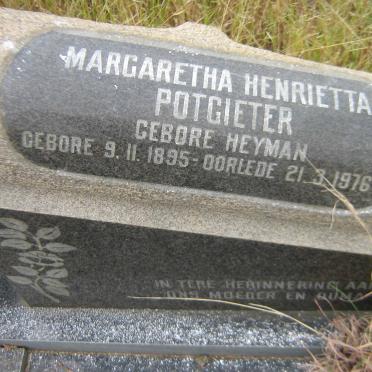 MARGARETHA HENRIETTA
POTGIETER
GEBORE HEYMAN
GEBORE 9.11.1895-OORLEDE 21.3.1976
IN TERE HERINNERING AAN
ONS MOEDER EN OUMA